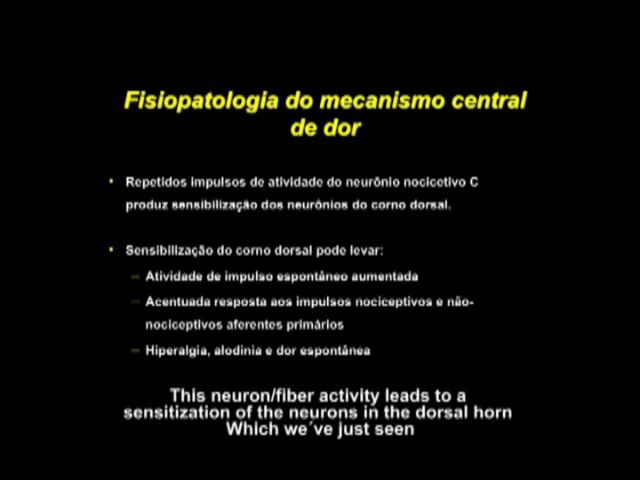 Fisiopatologia do mecanismo central
de dor
• Repetidos impulsos de atividade do neurônio nocicetivo C
produz sensibilização dos neurônios do corno dorsal.
• Sensibilização do corno dorsal pode levar:
– Atividade de impulso espontâneo aumentada
– Acentuada resposta aos impulsos nociceptivos e não-
nociceptivos aferentes primários
– Hiperalgia, alodinia e dor espontânea
This neuron/fiber activity leads to a
sensitization of the neurons in the dorsal horn
Which we´ve just seen